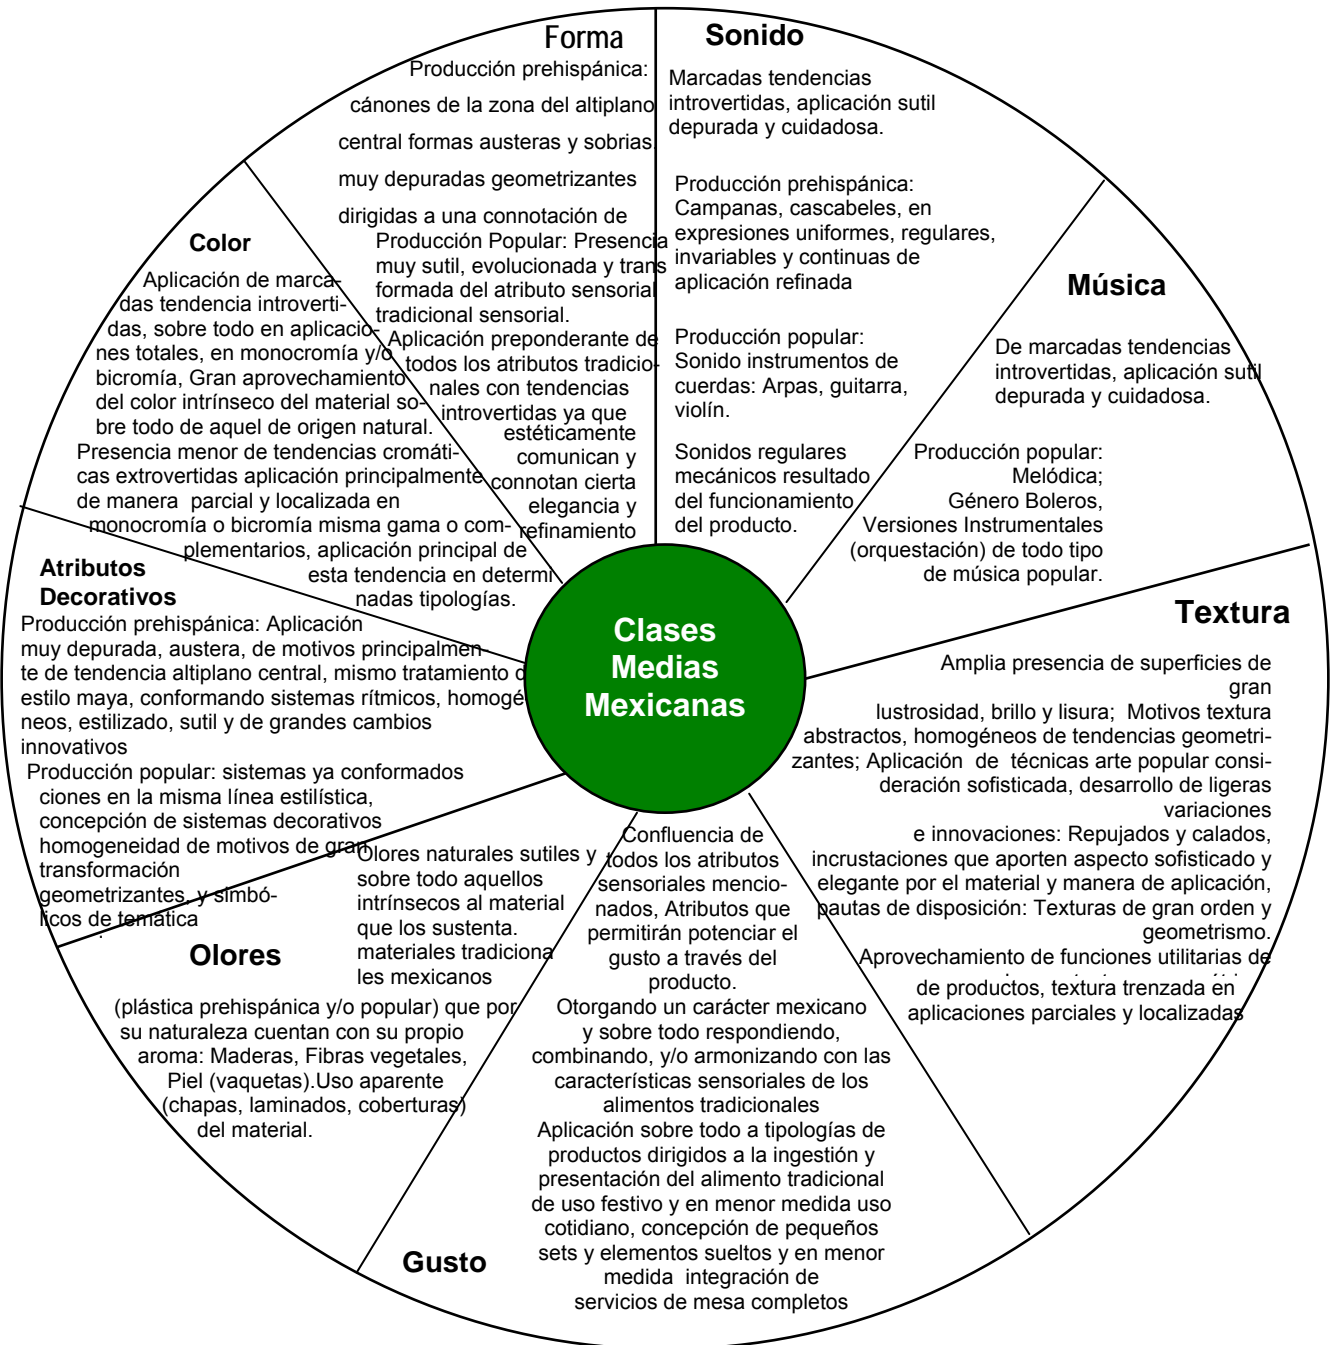 Forma
Producción prehispánica:
cánones de la zona del altiplano
central formas austeras y sobrias
muy depuradas geometrizantes
dirigidas a una connotación de
Producción Popular: Presencia
muy sutil, evolucionada y trans
formada del atributo sensorial
tradicional sensorial.
Aplicación preponderante de
todos los atributos tradicio-
nales con tendencias
introvertidas ya que
estéticamente
comunican y
connotan cierta
elegancia y
refinamiento
Sonido
Marcadas tendencias
introvertidas, aplicación sutil
depurada y cuidadosa.
Producción prehispánica:
Campanas, cascabeles, en
expresiones uniformes, regulares,
invariables y continuas de
aplicación refinada
Producción popular:
Sonido instrumentos de
cuerdas: Arpas, guitarra,
violín.
Sonidos regulares
mecánicos resultado
del funcionamiento
del producto.
Música
De marcadas tendencias
introvertidas, aplicación sutil
depurada y cuidadosa.
Producción popular:
Melódica;
Género Boleros,
Versiones Instrumentales
(orquestación) de todo tipo
de música popular.
Textura
Amplia presencia de superficies de
gran
lustrosidad, brillo y lisura; Motivos textura
abstractos, homogéneos de tendencias geometri-
zantes; Aplicación de técnicas arte popular consi-
deración sofisticada, desarrollo de ligeras
variaciones
e innovaciones: Repujados y calados,
incrustaciones que aporten aspecto sofisticado y
elegante por el material y manera de aplicación,
pautas de disposición: Texturas de gran orden y
geometrismo.
Aprovechamiento de funciones utilitarias de
de productos, textura trenzada en
aplicaciones parciales y localizadas
Gusto
Confluencia de
todos los atributos
sensoriales mencio-
nados, Atributos que
permitirán potenciar el
gusto a través del
producto.
Otorgando un carácter mexicano
y sobre todo respondiendo,
combinando, y/o armonizando con las
características sensoriales de los
alimentos tradicionales
Aplicación sobre todo a tipologías de
productos dirigidos a la ingestión y
presentación del alimento tradicional
de uso festivo y en menor medida uso
cotidiano, concepción de pequeños
sets y elementos sueltos y en menor
medida integración de
servicios de mesa completos
Olores
Olores naturales sutiles y
sobre todo aquellos
intrínsecos al material
que los sustenta.
materiales tradiciona
les mexicanos
(plástica prehispánica y/o popular) que por
su naturaleza cuentan con su propio
aroma: Maderas, Fibras vegetales,
Piel (vaquetas).Uso aparente
(chapas, laminados, coberturas)
del material.
Atributos
Decorativos
Producción prehispánica: Aplicación
muy depurada, austera, de motivos principalmen-
te de tendencia altiplano central, mismo tratamiento
estilo maya, conformando sistemas rítmicos, homogé
neos, estilizado, sutil y de grandes cambios
innovativos
Producción popular: sistemas ya conformados
ciones en la misma línea estilística,
concepción de sistemas decorativos
homogeneidad de motivos de gran
transformación
geometrizantes, y simbó-
licos de temática
Color
Aplicación de marca-
das tendencia introverti-
das, sobre todo en aplicacio-
nes totales, en monocromía y/o
bicromía, Gran aprovechamiento
del color intrínseco del material so-
bre todo de aquel de origen natural.
Presencia menor de tendencias cromáti-
cas extrovertidas aplicación principalmente
de manera parcial y localizada en
monocromía o bicromía misma gama o com-
plementarios, aplicación principal de
esta tendencia en determi
nadas tipologías.
Clases
Medias
Mexicanas